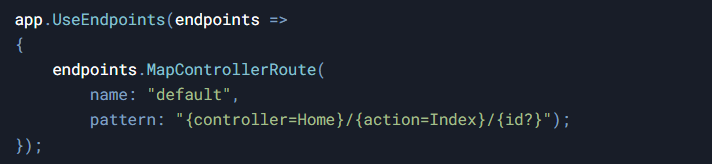 app.UseEndpoints(endpoints =>
{
    endpoints.MapControllerRoute(
        name: "default",
        pattern: "{controller=Home}/{action=Index}/{id?}");
});